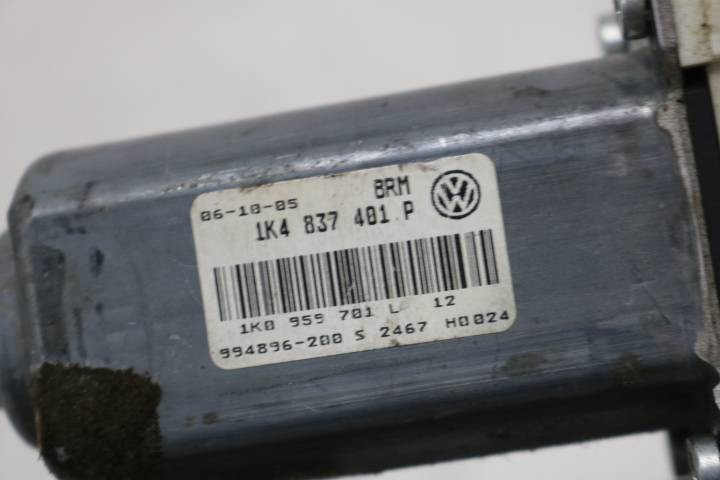 06-10-05 BRM
1K4 837 401 P
1K0 959 701 L 12
994896-200 S 2467 H0024